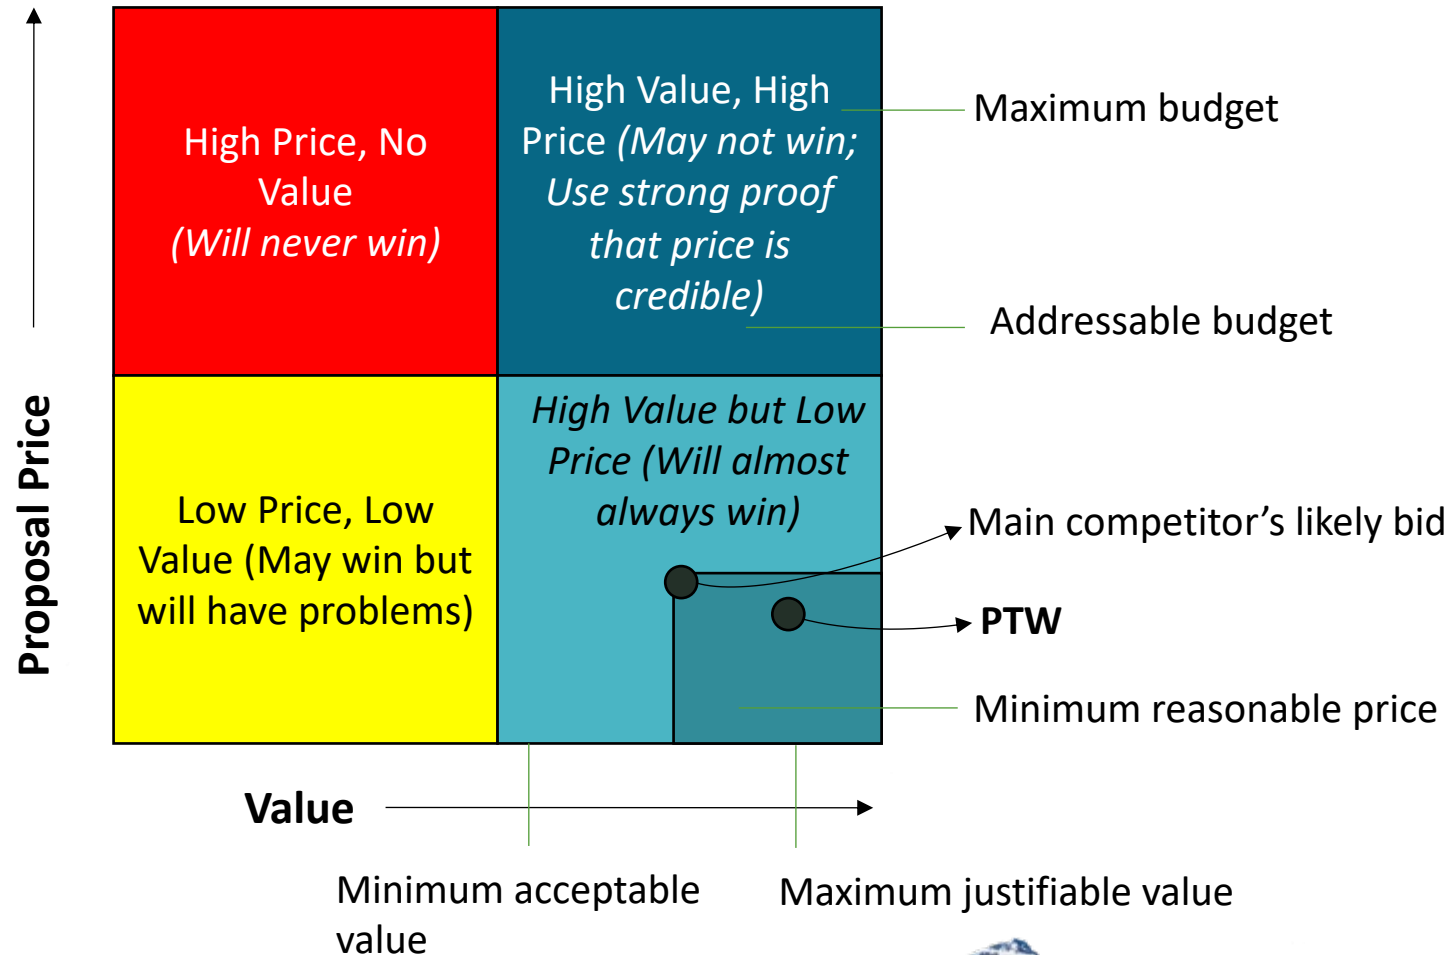 High Price, No
Value
(Will never win)
High Value, High
Price (May not win;
Use strong proof
that price is
credible)
Maximum budget
Addressable budget
Proposal Price
Low Price, Low
Value (May win but
will have problems)
High Value but Low
Price (Will almost
always win)
Main competitor’s likely bid
PTW
Minimum reasonable price
Value
Minimum acceptable
value
Maximum justifiable value